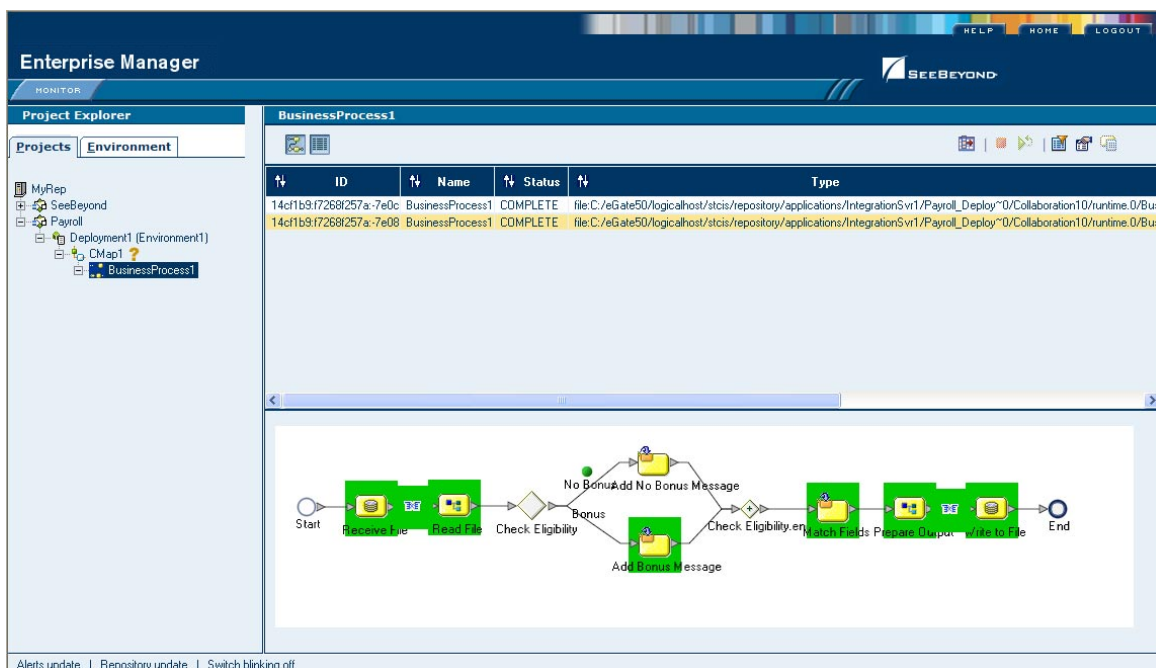 HELP HOME LOGOUT
Enterprise Manager
SEEBEYOND
MONITOR
Project Explorer
BusinessProcess1
Projects Environment
ID Name Status Type
MyRep
SeeBeyond
Payroll
Deployment1 (Environment1)
CMap1
BusinessProcess1
14cf1b9:f7268f257a:-7e0c BusinessProcess1 COMPLETE file:C:/eGate50/logicalhost/stcis/repository/applications/IntegrationSvr1/Payroll_Deploy~0/Collaboration10/runtime.0/Bus
14cf1b9:f7268f257a:-7e08 BusinessProcess1 COMPLETE file:C:/eGate50/logicalhost/stcis/repository/applications/IntegrationSvr1/Payroll_Deploy~0/Collaboration10/runtime.0/Bus
No Bonus
Add No Bonus Message
Bonus
Start
Receive File
Read File
Check Eligibility
Check Eligibility.en
Match Fields
Prepare Output
Write to File
End
Add Bonus Message
Alerts update | Repository update | Switch blinking off